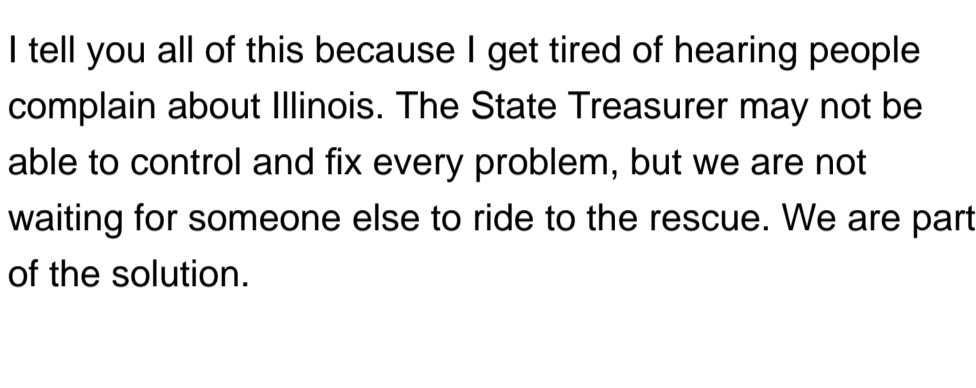 I tell you all of this because I get tired of hearing people
complain about Illinois. The State Treasurer may not be
able to control and fix every problem, but we are not
waiting for someone else to ride to the rescue. We are part
of the solution.